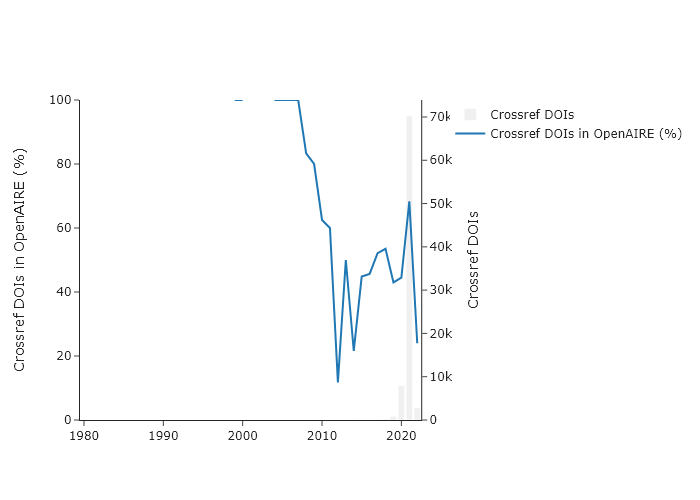 100
80
60
40
20
0
Crossref DOIs in OpenAIRE (%)
1980
1990
2000
2010
2020
70k
60k
50k
40k
30k
20k
10k
0
Crossref DOIs
Crossref DOIs
Crossref DOIs in OpenAIRE (%)